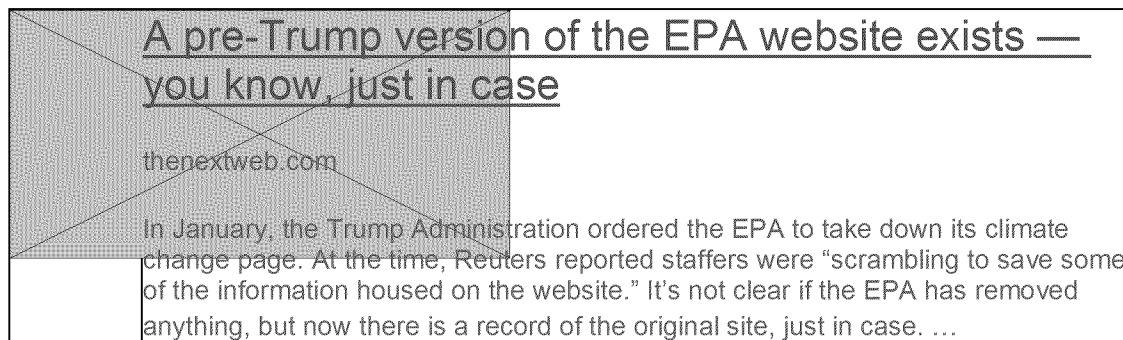 A pre-Trump version of the EPA website exists —
you know, just in case
thenextweb.com
In January, the Trump Administration ordered the EPA to take down its climate
change page. At the time, Reuters reported staffers were “scrambling to save some
of the information housed on the website.” It’s not clear if the EPA has removed
anything, but now there is a record of the original site, just in case. …